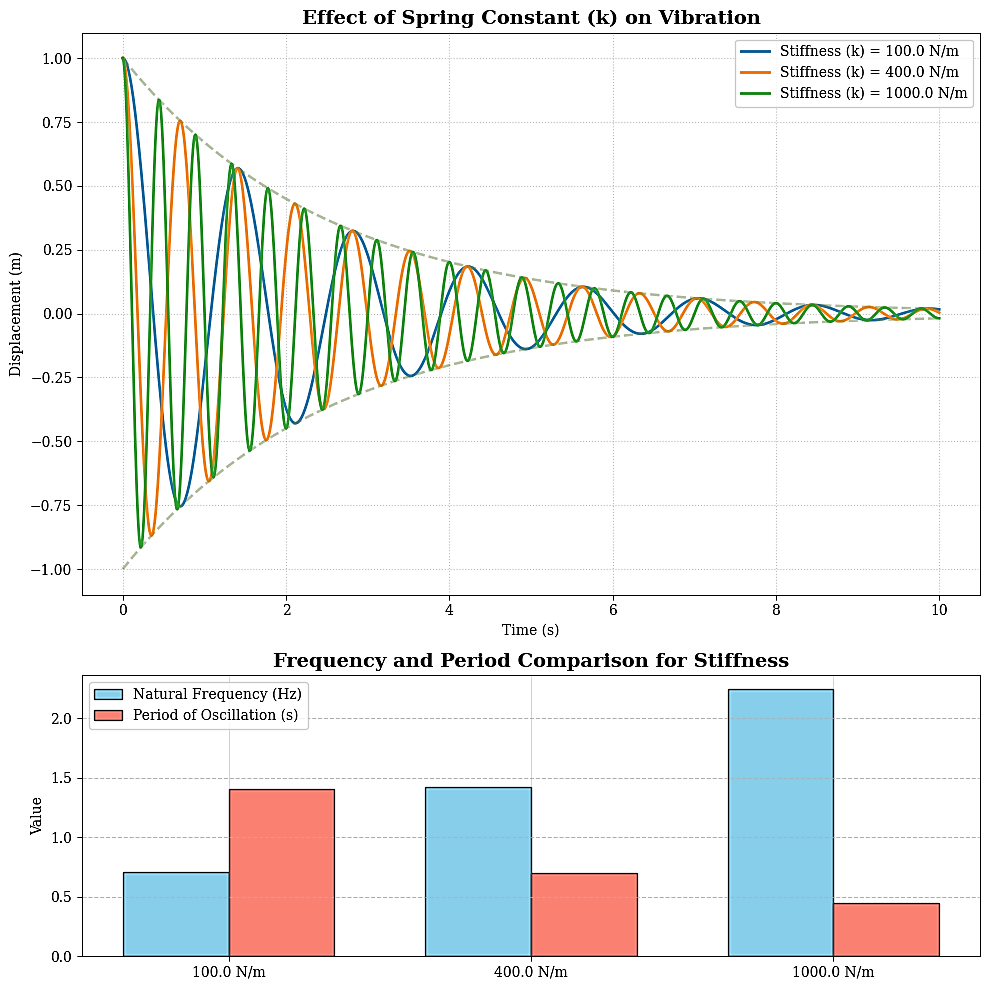 Effect of Spring Constant (k) on Vibration
Stiffness (k) = 100.0 N/m
Stiffness (k) = 400.0 N/m
Stiffness (k) = 1000.0 N/m
Displacement (m)
1.00
0.75
0.50
0.25
0.00
−0.25
−0.50
−0.75
−1.00
0 2 4 6 8 10
Time (s)
Frequency and Period Comparison for Stiffness
Natural Frequency (Hz)
Period of Oscillation (s)
Value
2.0
1.5
1.0
0.5
0.0
100.0 N/m 400.0 N/m 1000.0 N/m